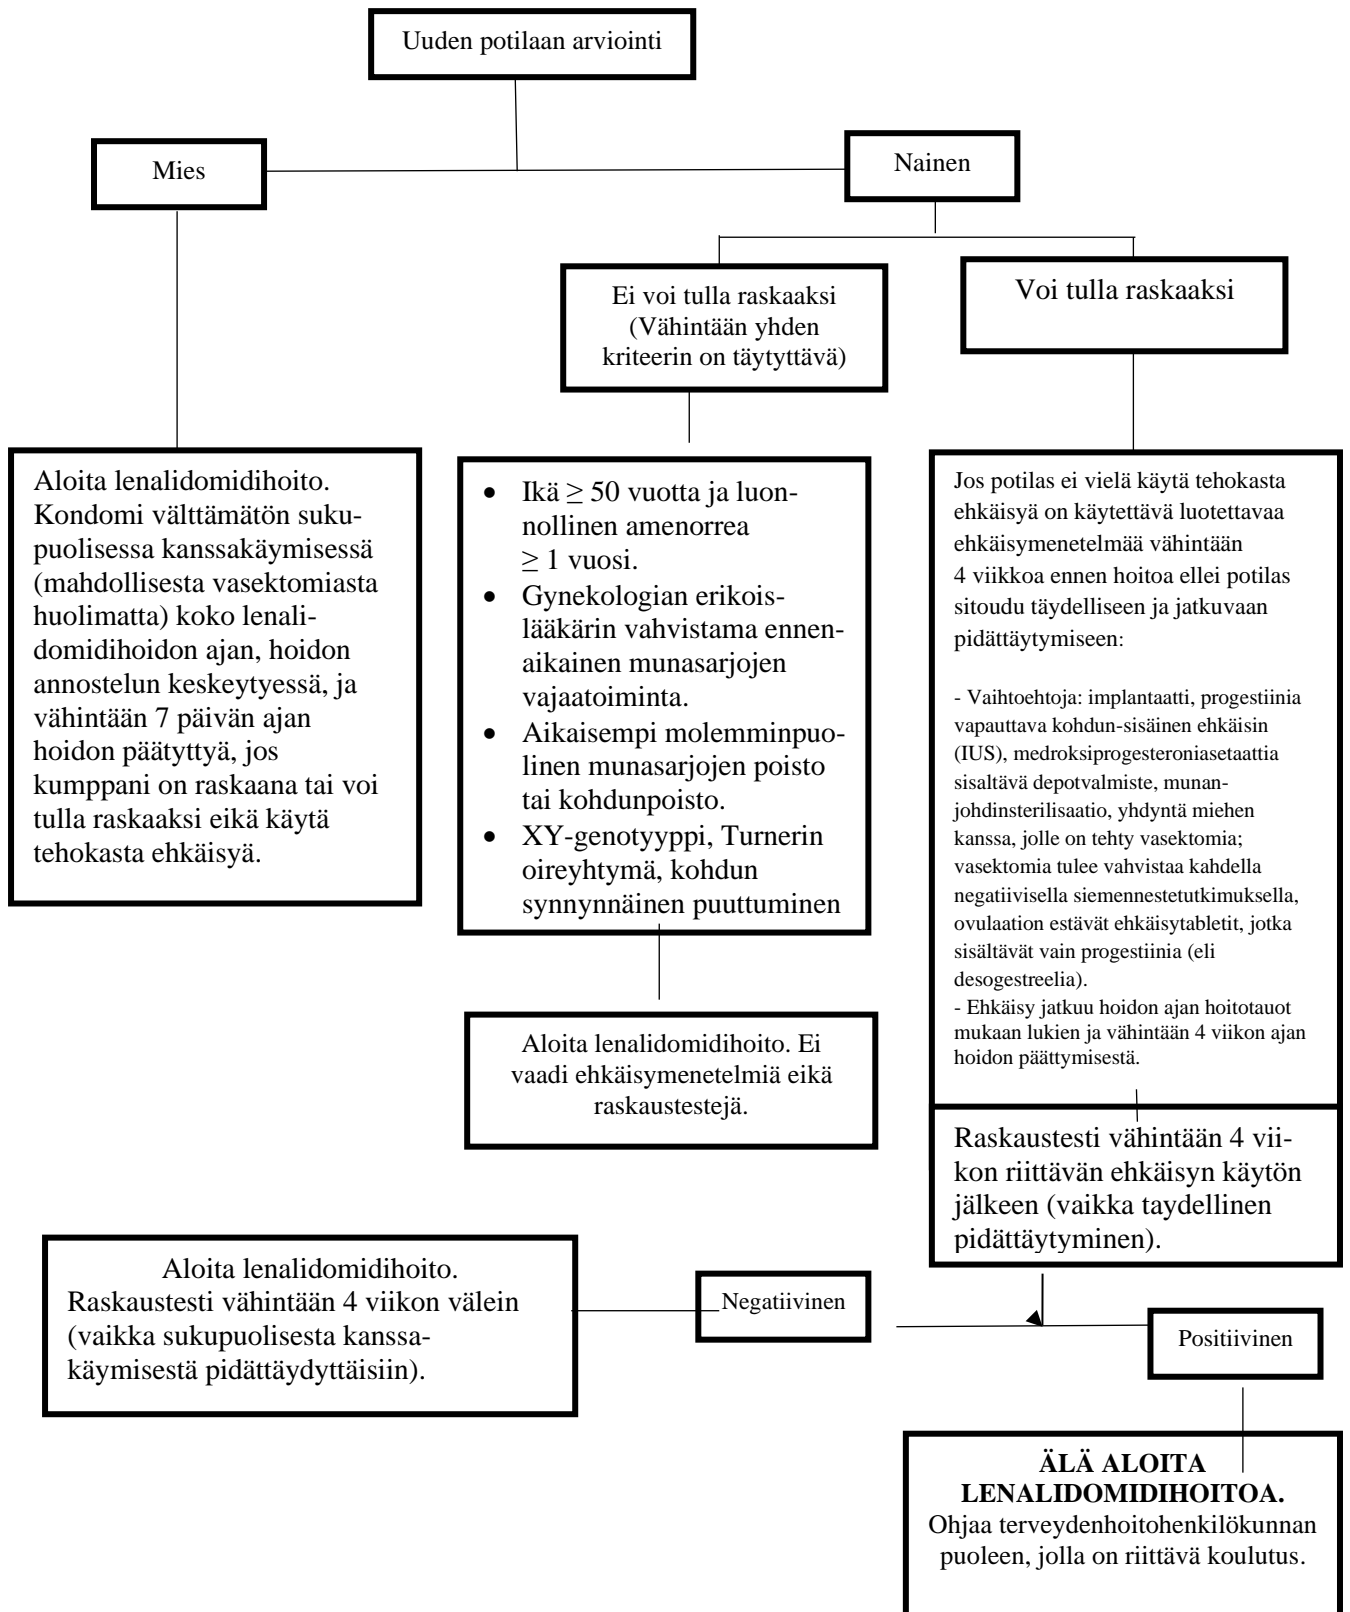 Uuden potilaan arviointi
Mies
Nainen
Ei voi tulla raskaaksi
(Vähintään yhden
kriteerin on täytyttävä)
Voi tulla raskaaksi
Aloita lenalidomidihoito.
Kondomi välttämätön suku-
puolisessa kanssakäymisessä
(mahdollisesta vasektomiasta
huolimatta) koko lenali-
domidihoidon ajan, hoidon
annostelun keskeytyessä, ja
vähintään 7 päivän ajan
hoidon päätyttyä, jos
kumppani on raskaana tai voi
tulla raskaaksi eikä käytä
tehokasta ehkäisyä.
• Ikä ≥ 50 vuotta ja luon-
nollinen amenorrea
≥ 1 vuosi.
• Gynekologian erikois-
lääkärin vahvistama ennen-
aikainen munasarjojen
vajaatoiminta.
• Aikaisempi molemminpuo-
linen munasarjojen poisto
tai kohdunpoisto.
• XY-genotyyppi, Turnerin
oireyhtymä, kohdun
synnynnäinen puuttuminen
Aloita lenalidomidihoito. Ei
vaadi ehkäisymenetelmiä eikä
raskaustestejä.
Jos potilas ei vielä käytä tehokasta
ehkäisyä on käytettävä luotettavaa
ehkäisymenetelmää vähintään
4 viikkoa ennen hoitoa ellei potilas
sitoudu täydelliseen ja jatkuvaan
pidättäytymiseen:
- Vaihtoehtoja: implantaatti, progestiinia
vapauttava kohdun-sisäinen ehkäisin
(IUS), medroksiprogesteroniasetaattia
sisaltävä depotvalmiste, munan-
johdinsterilisaatio, yhdyntä miehen
kanssa, jolle on tehty vasektomia;
vasektomia tulee vahvistaa kahdella
negatiivisella siemennestetutkimuksella,
ovulaation estävät ehkäisytabletit, jotka
sisältävät vain progestiinia (eli
desogestreelia).
- Ehkäisy jatkuu hoidon ajan hoitotauot
mukaan lukien ja vähintään 4 viikon ajan
hoidon päättymisestä.
Raskaustesti vähintään 4 vii-
kon riittävän ehkäisyn käytön
jälkeen (vaikka taydellinen
pidättäytyminen).
Aloita lenalidomidihoito.
Raskaustesti vähintään 4 viikon välein
(vaikka sukupuolisesta kanssa-
käymisestä pidättäydyttäisiin).
Negatiivinen
Positiivinen
ÄLÄ ALOITA
LENALIDOMIDIHOITOA.
Ohjaa terveydenhoitohenkilökunnan
puoleen, jolla on riittävä koulutus.